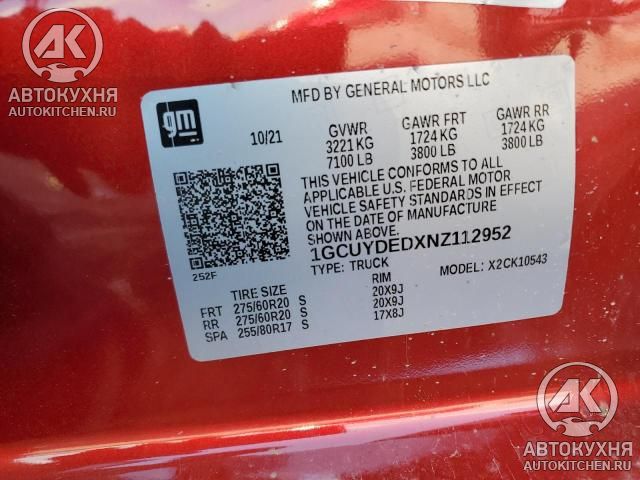 AK
АВТОКУХНЯ
AUTOKITCHEN.RU
gm
MFD BY GENERAL MOTORS LLC
10/21 GVWR GAWR FRT GAWR RR
3221 KG 1724 KG 1724 KG
7100 LB 3800 LB 3800 LB
THIS VEHICLE CONFORMS TO ALL
APPLICABLE U.S. FEDERAL MOTOR
VEHICLE SAFETY STANDARDS IN EFFECT
ON THE DATE OF MANUFACTURE
SHOWN ABOVE.
1GCUYDEDXNZ112952
TYPE: TRUCK MODEL: X2CK10543
252F
TIRE SIZE RIM
FRT 275/60R20 S 20X9J
RR 275/60R20 S 20X9J
SPA 255/80R17 S 17X8J
AK
АВТОКУХНЯ
AUTOKITCHEN.RU